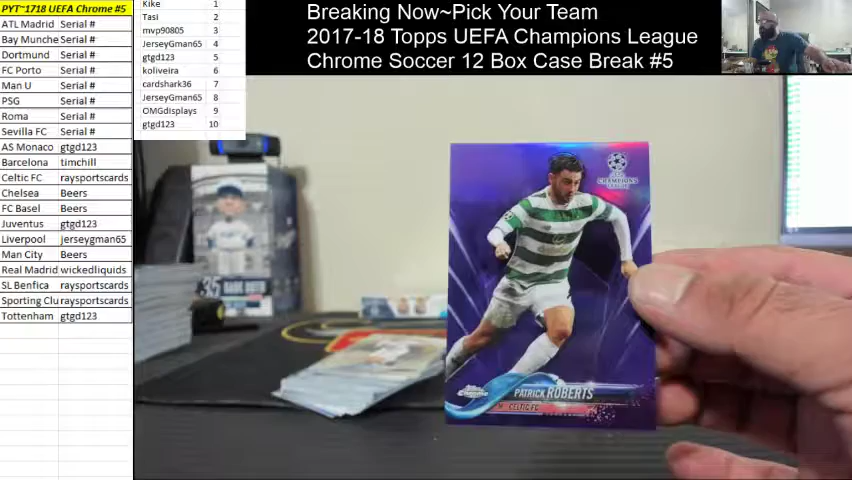 PYT~1718 UEFA Chrome #5
ATL Madrid Serial #
Bay Munche Serial #
Dortmund Serial #
FC Porto Serial #
Man U Serial #
PSG Serial #
Roma Serial #
Sevilla FC Serial #
AS Monaco gtgd123
Barcelona timchill
Celtic FC raysportscards
Chelsea Beers
FC Basel Beers
Juventus gtgd123
Liverpool jerseygman65
Man City Beers
Real Madrid wickedliquids
SL Benfica raysportscards
Sporting Clu raysportscards
Tottenham gtgd123
Kike 1
Tasi 2
mvp90805 3
JerseyGman65 4
gtgd123 5
koliveira 6
cardshark36 7
JerseyGman65 8
OMGdisplays 9
gtgd123 10
Breaking Now~Pick Your Team
2017-18 Topps UEFA Champions League
Chrome Soccer 12 Box Case Break #5
CHAMPIONS
LEAGUE
Chrome
PATRICK ROBERTS
CELTIC FC
35
BABE RUTH